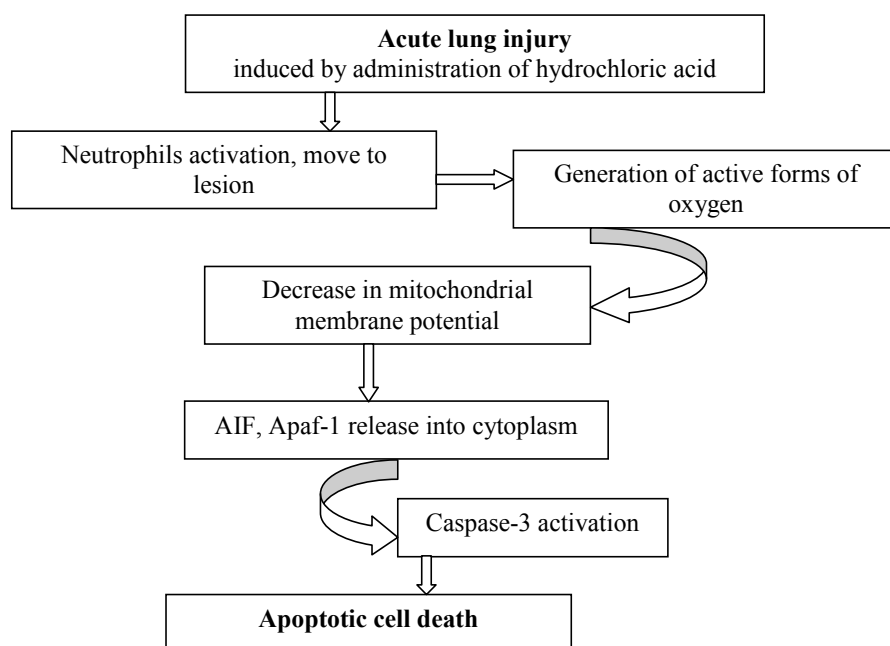 Acute lung injury
induced by administration of hydrochloric acid
Neutrophils activation, move to
lesion
Generation of active forms of
oxygen
Decrease in mitochondrial
membrane potential
AIF, Apaf-1 release into cytoplasm
Caspase-3 activation
Apoptotic cell death